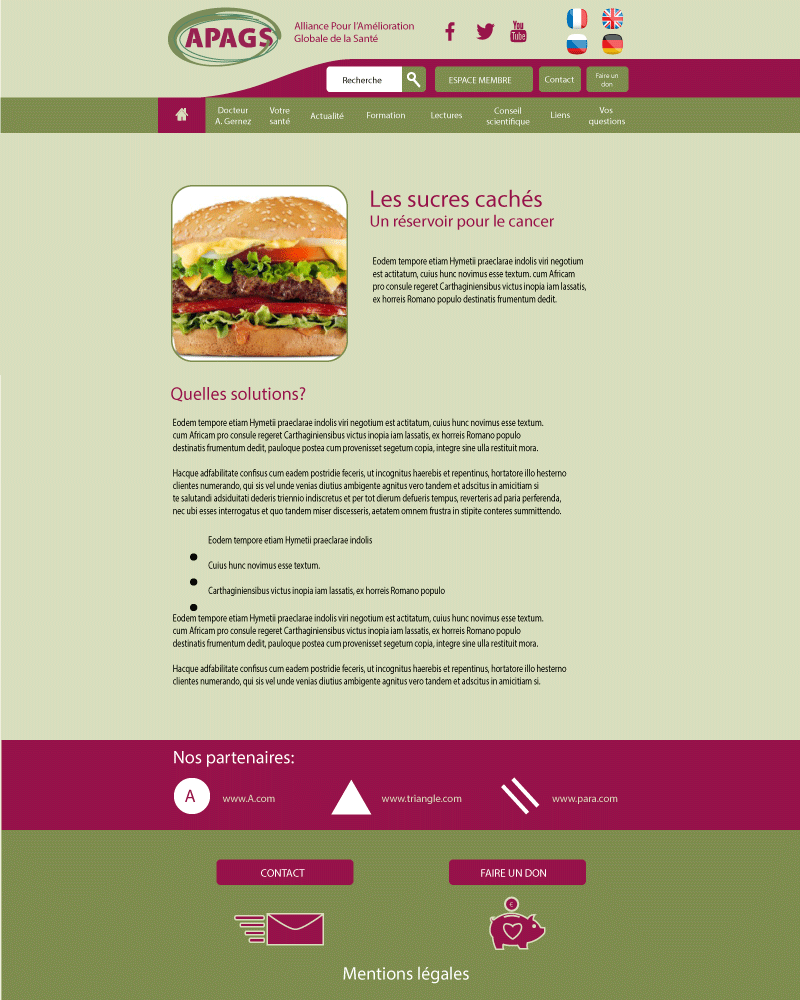 APAGS
Alliance Pour l'Amélioration
Globale de la Santé
You
Tube
Recherche
ESPACE MEMBRE
Contact
Faire un
don
Docteur
A. Gernez
Votre
santé
Actualité
Formation
Lectures
Conseil
scientifique
Liens
Vos
questions
Les sucres cachés
Un réservoir pour le cancer
Eodem tempore etiam Hymetii praeclarae indolis viri negotium
est actitatum, cuius hunc novimus esse textum. cum Africam
pro consule regeret Carthaginiensibus victus inopia iam lassatis,
ex horreis Romano populo destinatis frumentum dedit.
Quelles solutions?
Eodem tempore etiam Hymetii praeclarae indolis viri negotium est actitatum, cuius hunc novimus esse textum.
cum Africam pro consule regeret Carthaginiensibus victus inopia iam lassatis, ex horreis Romano populo
destinatis frumentum dedit, pauloque postea cum provenisset segetum copia, integre sine ulla restituit mora.
Hacque adfabilitate confisus cum eadem postridie feceris, ut incognitus haerebis et repentinus, hortatore illo hesterno
clientes numerando, qui sis vel unde venias diutius ambigente agnitus vero tandem et adscitus in amicitiam si
te salutandi adsiduitati dederis triennio indiscretus et per tot dierum defueris tempus, reverteris ad paria perferenda,
nec ubi esses interrogatus et quo tandem miser discesseris, aetatem omnem frustra in stipite conteres summittendo.
Eodem tempore etiam Hymetii praeclarae indolis
Cuius hunc novimus esse textum.
Carthaginiensibus victus inopia iam lassatis, ex horreis Romano populo
Eodem tempore etiam Hymetii praeclarae indolis viri negotium est actitatum, cuius hunc novimus esse textum.
cum Africam pro consule regeret Carthaginiensibus victus inopia iam lassatis, ex horreis Romano populo
destinatis frumentum dedit, pauloque postea cum provenisset segetum copia, integre sine ulla restituit mora.
Hacque adfabilitate confisus cum eadem postridie feceris, ut incognitus haerebis et repentinus, hortatore illo hesterno
clientes numerando, qui sis vel unde venias diutius ambigente agnitus vero tandem et adscitus in amicitiam si.
Nos partenaires:
A
www.A.com
www.triangle.com
www.para.com
CONTACT
FAIRE UN DON
€
Mentions légales